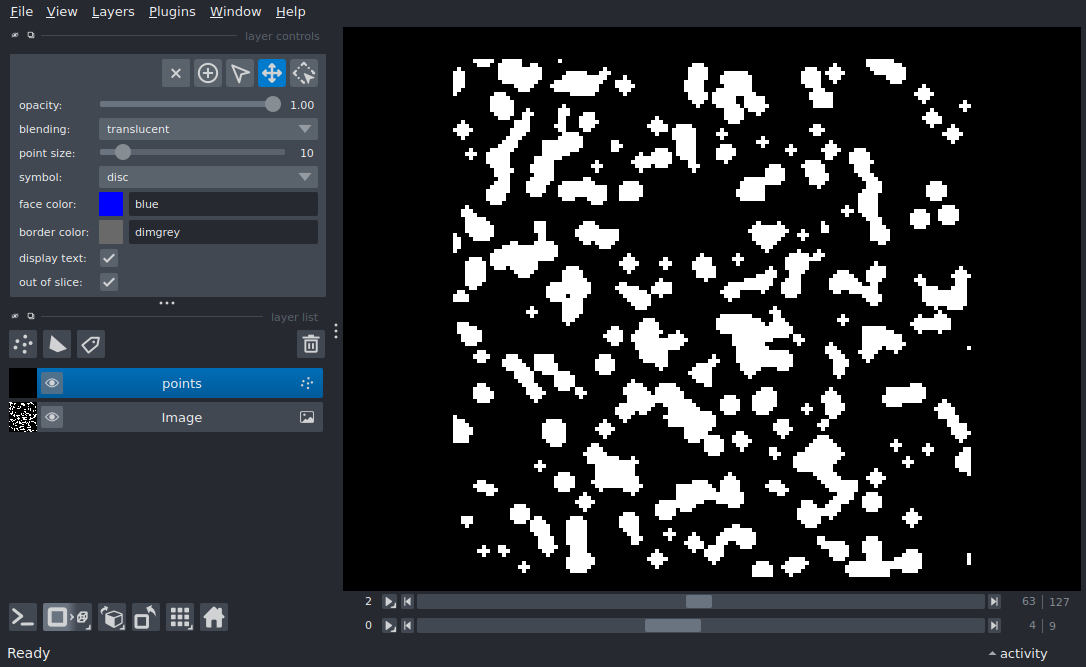 File View Layers Plugins Window Help
layer controls
opacity: 1.00
blending: translucent
point size: 10
symbol: disc
face color: blue
border color: dimgrey
display text:
out of slice:
layer list
points
Image
2 63 127
0 4 9
Ready activity